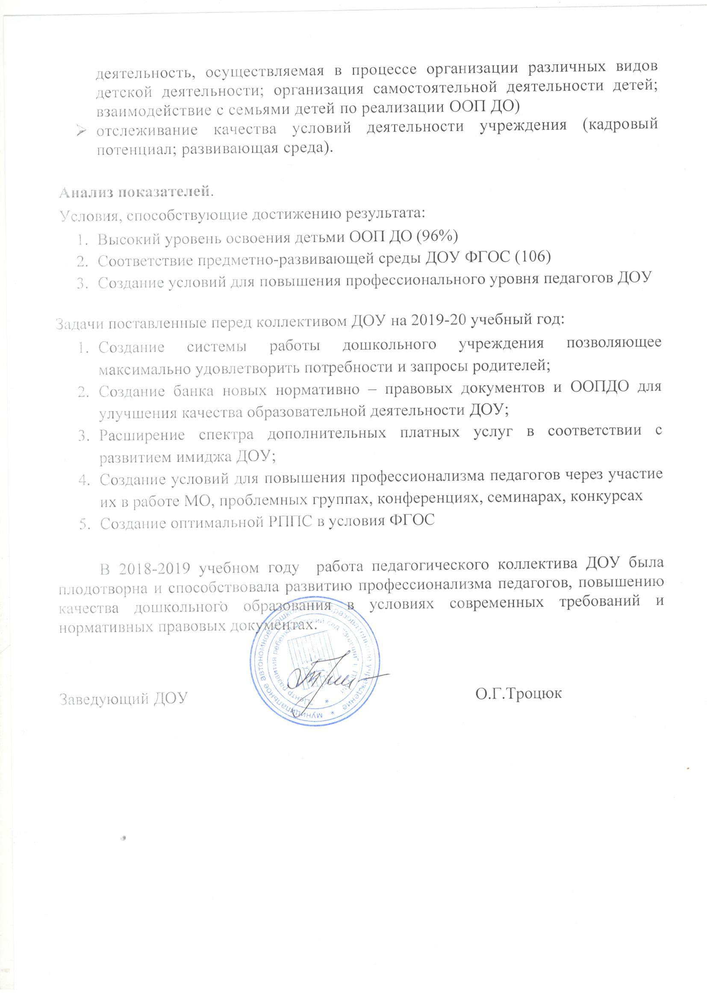 деятельность, осуществляемая в процессе организации различных видов
детской деятельности; организация самостоятельной деятельности детей;
взаимодействие с семьями детей по реализации ООП ДО)
➢ отслеживание качества условий деятельности учреждения (кадровый
потенциал; развивающая среда).
Анализ показателей.
Условия, способствующие достижению результата:
1. Высокий уровень освоения детьми ООП ДО (96%)
2. Соответствие предметно-развивающей среды ДОУ ФГОС (106)
3. Создание условий для повышения профессионального уровня педагогов ДОУ
Задачи поставленные перед коллективом ДОУ на 2019-20 учебный год:
1. Создание системы работы дошкольного учреждения позволяющее
максимально удовлетворить потребности и запросы родителей;
2. Создание банка новых нормативно – правовых документов и ООПДО для
улучшения качества образовательной деятельности ДОУ;
3. Расширение спектра дополнительных платных услуг в соответствии с
развитием имиджа ДОУ;
4. Создание условий для повышения профессионализма педагогов через участие
их в работе МО, проблемных группах, конференциях, семинарах, конкурсах
5. Создание оптимальной РППС в условия ФГОС
В 2018-2019 учебном году работа педагогического коллектива ДОУ была
плодотворна и способствовала развитию профессионализма педагогов, повышению
качества дошкольного образования в условиях современных требований и
нормативных правовых документах.
муниципальное автономное дошкольное образовательное учреждение *
"Центр развития ребенка детский сад
Заведующий ДОУ О.Г.Троцюк